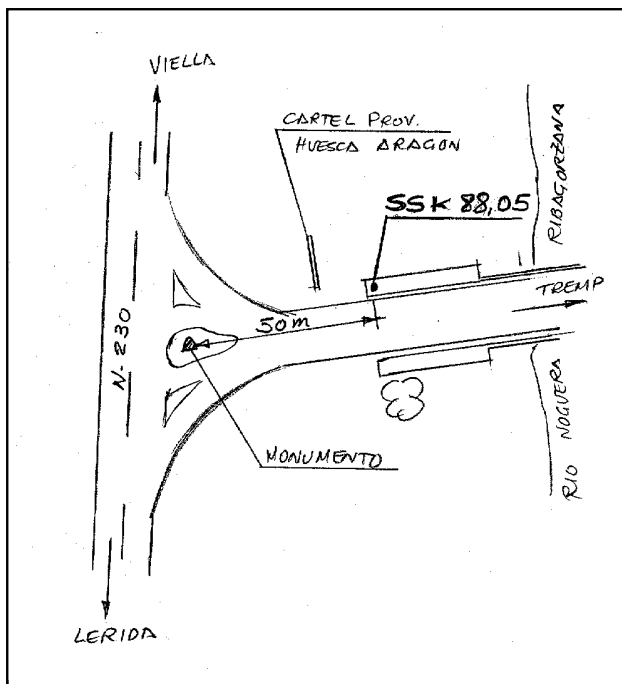 VIELLA
CARTEL PROV.
HUESCA ARAGON
SSK 88,05
RIBAGORZANA
TREMP
50m
N-230
MONUMENTO
RIO NOGUERA
LERIDA